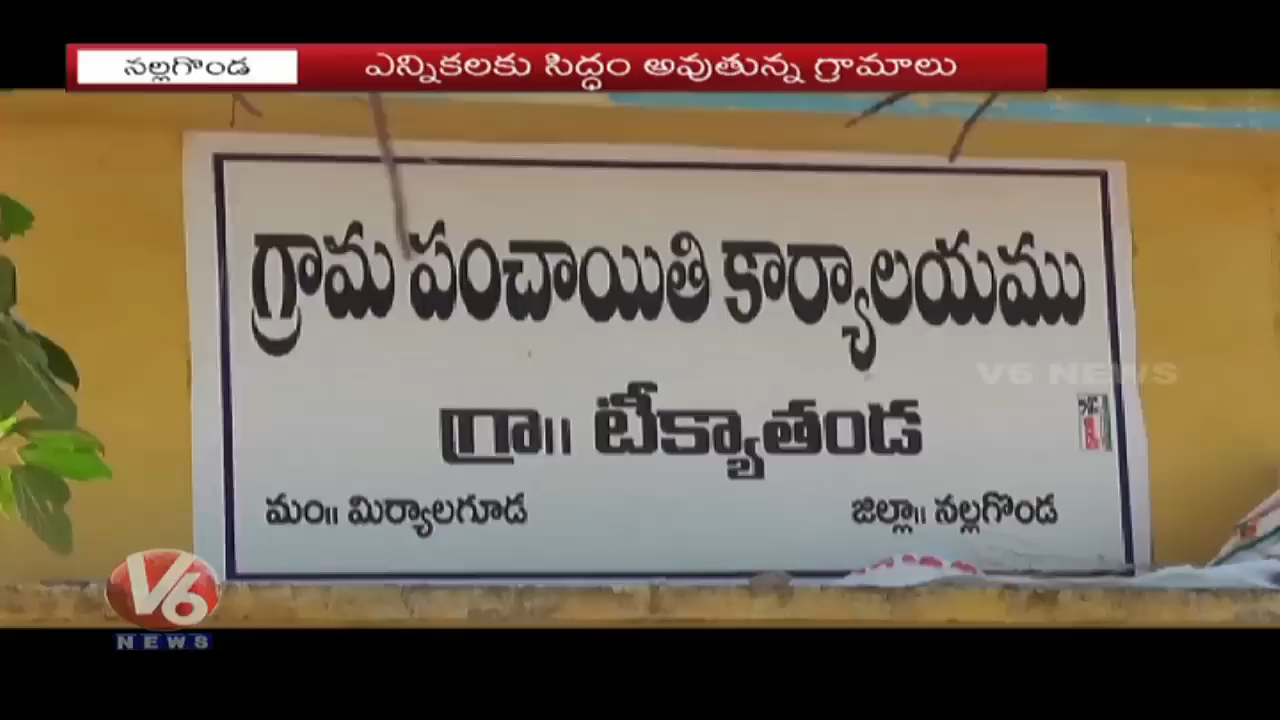 నల్లగొండ ఎన్నికలకు సిద్ధం అవుతున్న గ్రామాలు
గ్రామ పంచాయితి కార్యాలయము
V6 NEWS
గ్రా॥ టీక్యాతండ
మం॥ మిర్యాలగూడ జిల్లా॥ నల్లగొండ
V6
NEWS